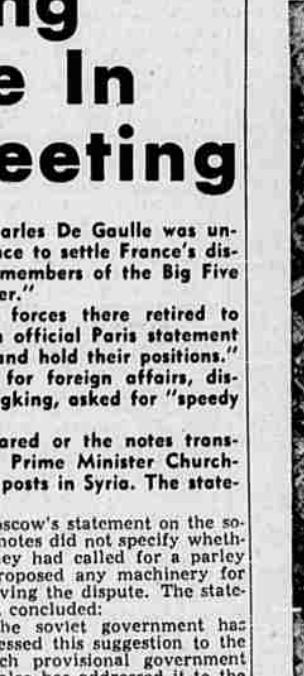 ng
e In
eeting
arles De Gaulle was un-
ce to settle France's dis-
members of the Big Five
er."
forces there retired to
official Paris statement
and hold their positions."
for foreign affairs, dis-
gking, asked for "speedy
ared or the notes trans-
Prime Minister Church-
posts in Syria. The state-
oscow's statement on the so-
notes did not specify wheth-
ey had called for a parley
roposed any machinery for
ving the dispute. The state-
concluded:
he soviet government has
essed this suggestion to the
ch provisional government